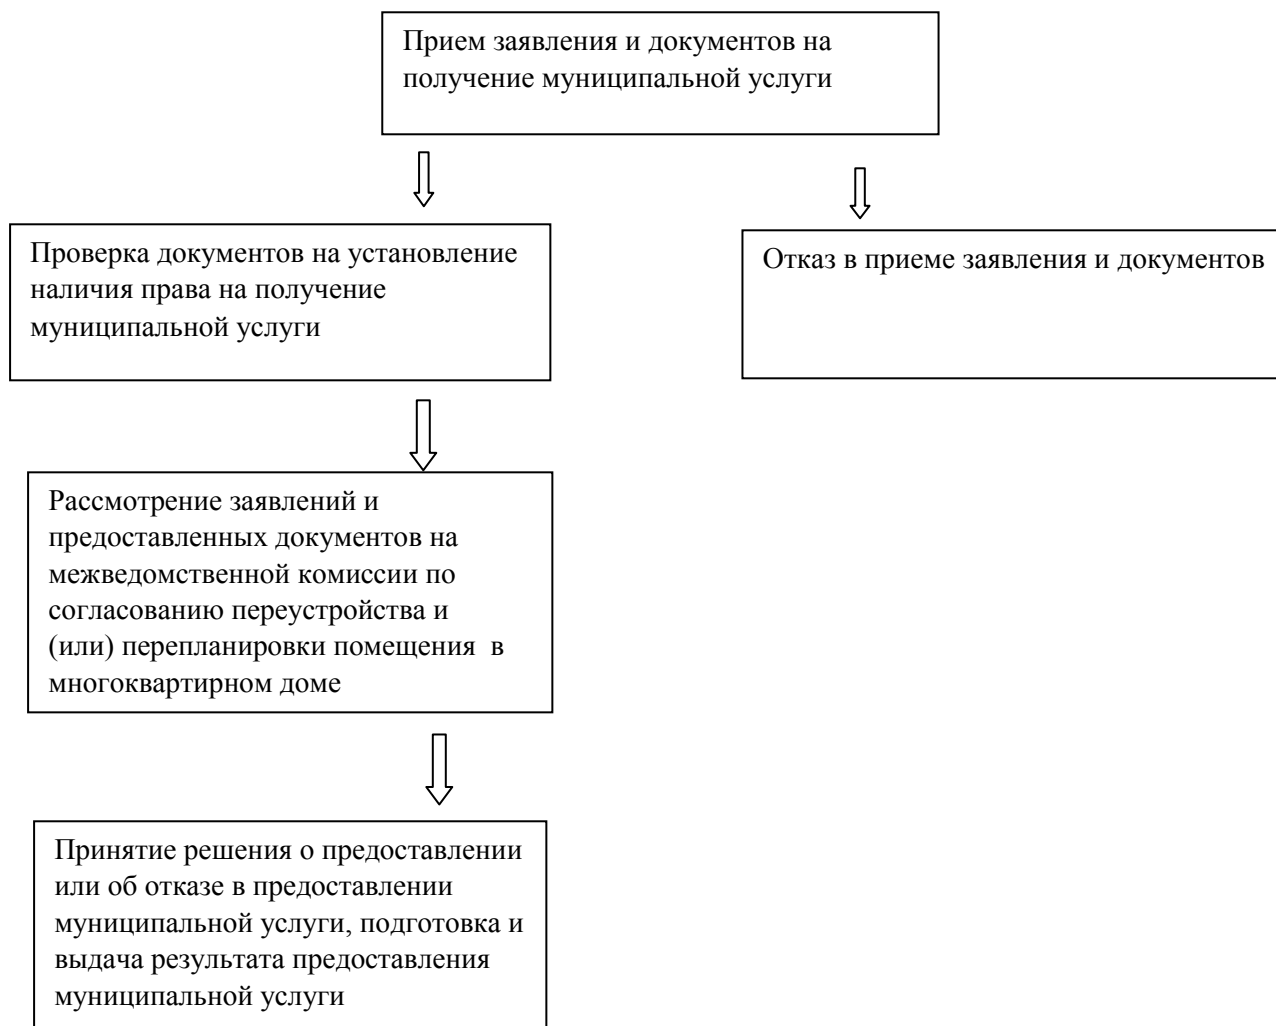 Прием заявления и документов на
получение муниципальной услуги
Проверка документов на установление
наличия права на получение
муниципальной услуги
Отказ в приеме заявления и документов
Рассмотрение заявлений и
предоставленных документов на
межведомственной комиссии по
согласованию переустройства и
(или) перепланировки помещения  в
многоквартирном доме
Принятие решения о предоставлении
или об отказе в предоставлении
муниципальной услуги, подготовка и
выдача результата предоставления
муниципальной услуги